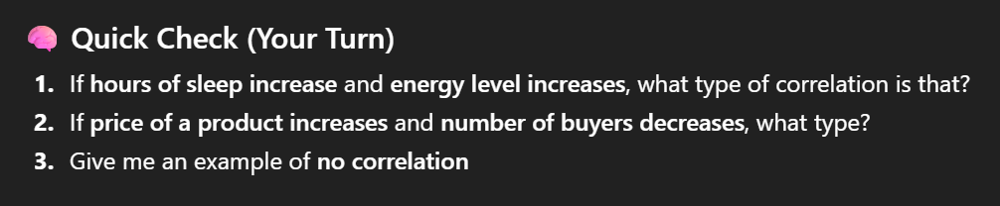 🧠 Quick Check (Your Turn)
1. If hours of sleep increase and energy level increases, what type of correlation is that?
2. If price of a product increases and number of buyers decreases, what type?
3. Give me an example of no correlation